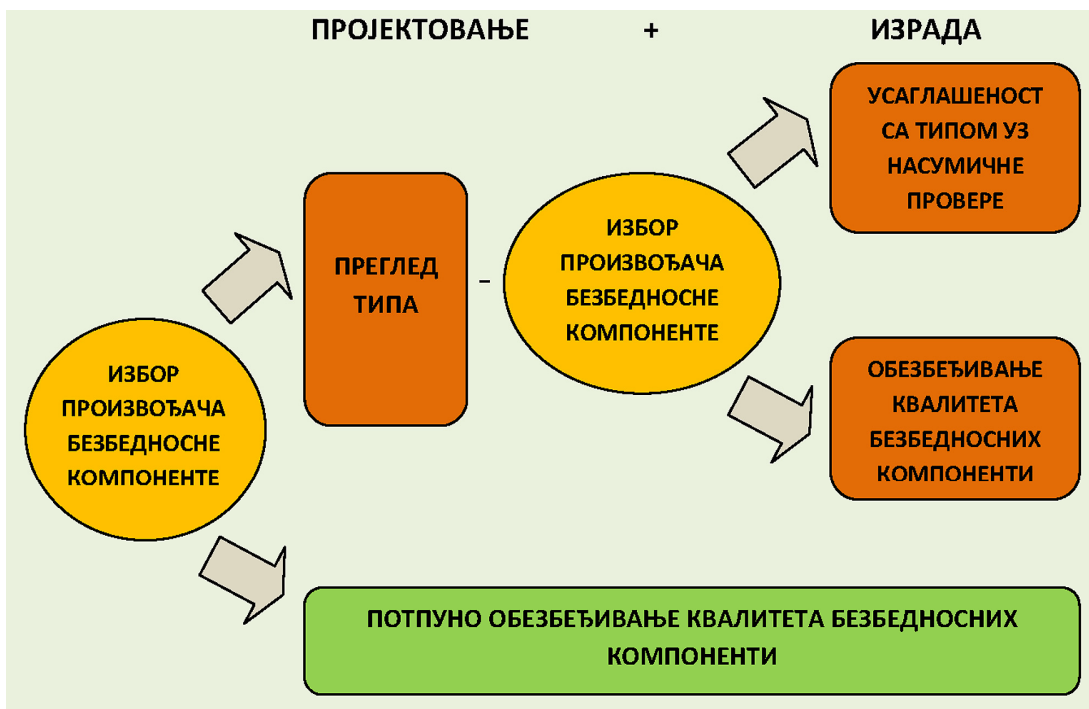 ПРОЈЕКТОВАЊЕ + ИЗРАДА
УСАГЛАШЕНОСТ
СА ТИПОМ УЗ
НАСУМИЧНЕ
ПРОВЕРЕ
ПРЕГЛЕД
ТИПА
–
ИЗБОР
ПРОИЗВОЂАЧА
БЕЗБЕДНОСНЕ
КОМПОНЕНТЕ
ИЗБОР
ПРОИЗВОЂАЧА
БЕЗБЕДНОСНЕ
КОМПОНЕНТЕ
ОБЕЗБЕЂИВАЊЕ
КВАЛИТЕТА
БЕЗБЕДНОСНИХ
КОМПОНЕНТИ
ПОТПУНО ОБЕЗБЕЂИВАЊЕ КВАЛИТЕТА БЕЗБЕДНОСНИХ
КОМПОНЕНТИ